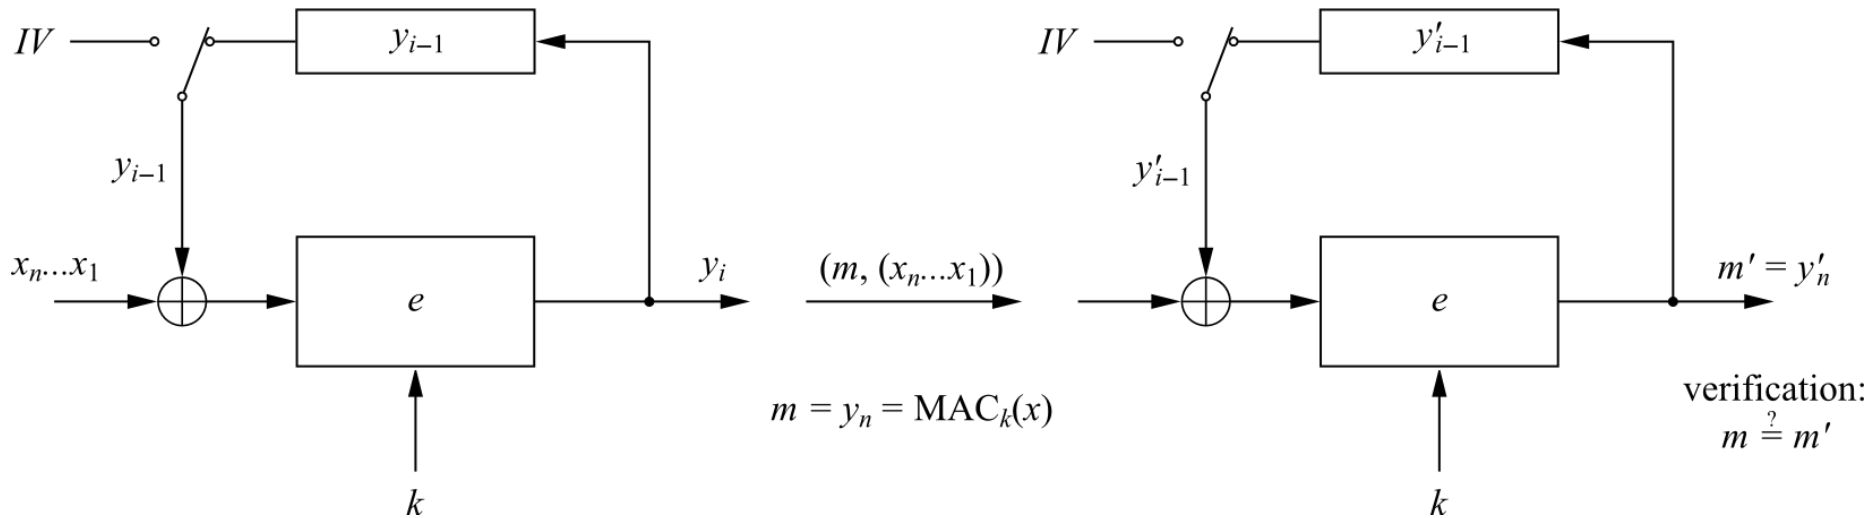 IV
y_{i−1}
y_{i−1}
x_n...x_1
e
y_i
k
(m, (x_n...x_1))
m = y_n = MAC_k(x)
IV
y'_{i−1}
y'_{i−1}
e
m' = y'_n
k
verification:
m ≟ m'